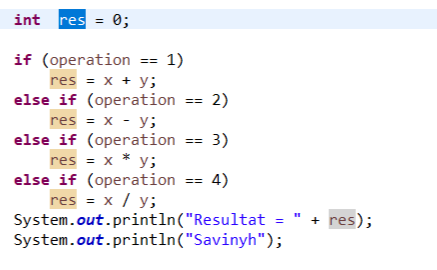 int res = 0;
if (operation == 1)
res = x + y;
else if (operation == 2)
res = x - y;
else if (operation == 3)
res = x * y;
else if (operation == 4)
res = x / y;
System.out.println("Resultat = " + res);
System.out.println("Savinyh");